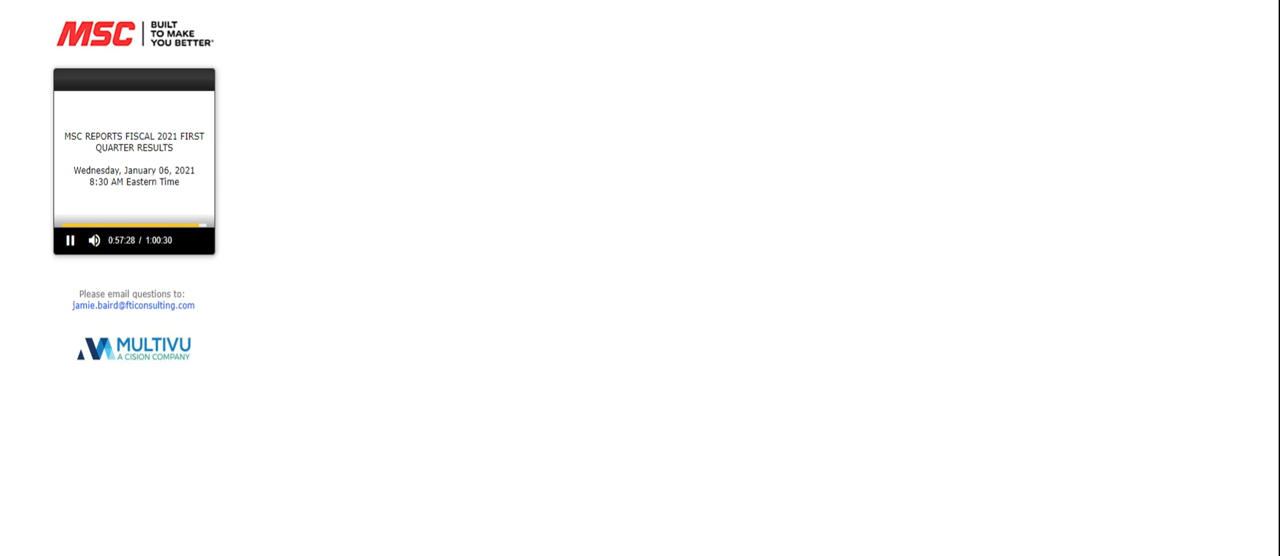 MSC
BUILT
TO MAKE
YOU BETTER®
MSC REPORTS FISCAL 2021 FIRST
QUARTER RESULTS
Wednesday, January 06, 2021
8:30 AM Eastern Time
0:57:28 / 1:00:30
Please email questions to:
jamie.baird@fticonsulting.com
MULTIVU
A CISION COMPANY